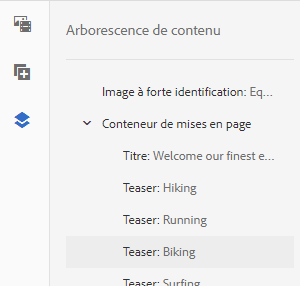 Arborescence de contenu
Image à forte identification: Eq...
Conteneur de mises en page
Titre: Welcome our finest e...
Teaser: Hiking
Teaser: Running
Teaser: Biking
Teaser: Surfing